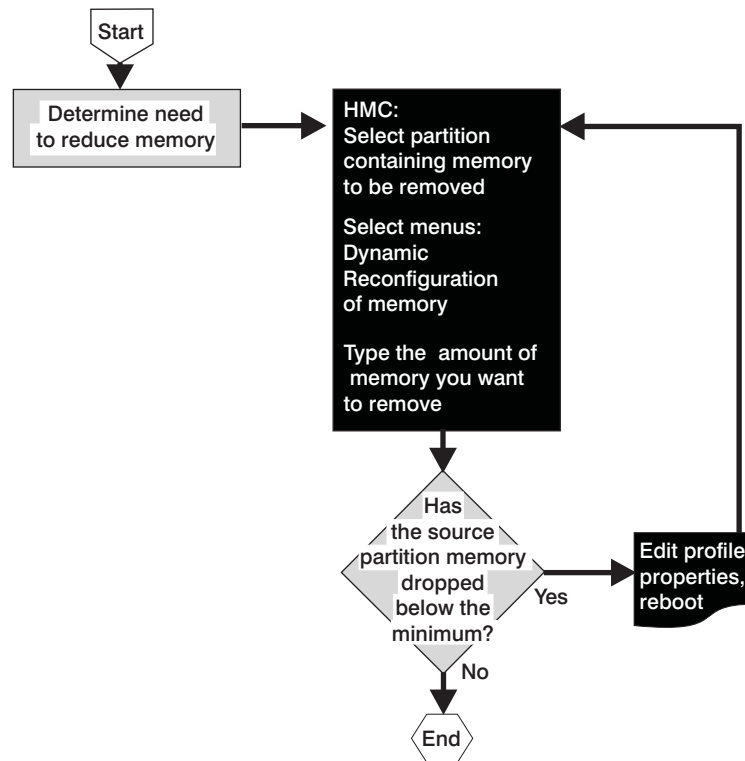 Start
Determine need
to reduce memory
HMC:
Select partition
containing memory
to be removed
Select menus:
Dynamic
Reconfiguration
of memory
Type the amount of
memory you want
to remove
Has
the source
partition memory
dropped
below the
minimum?
Yes
Edit profile
properties,
reboot
No
End